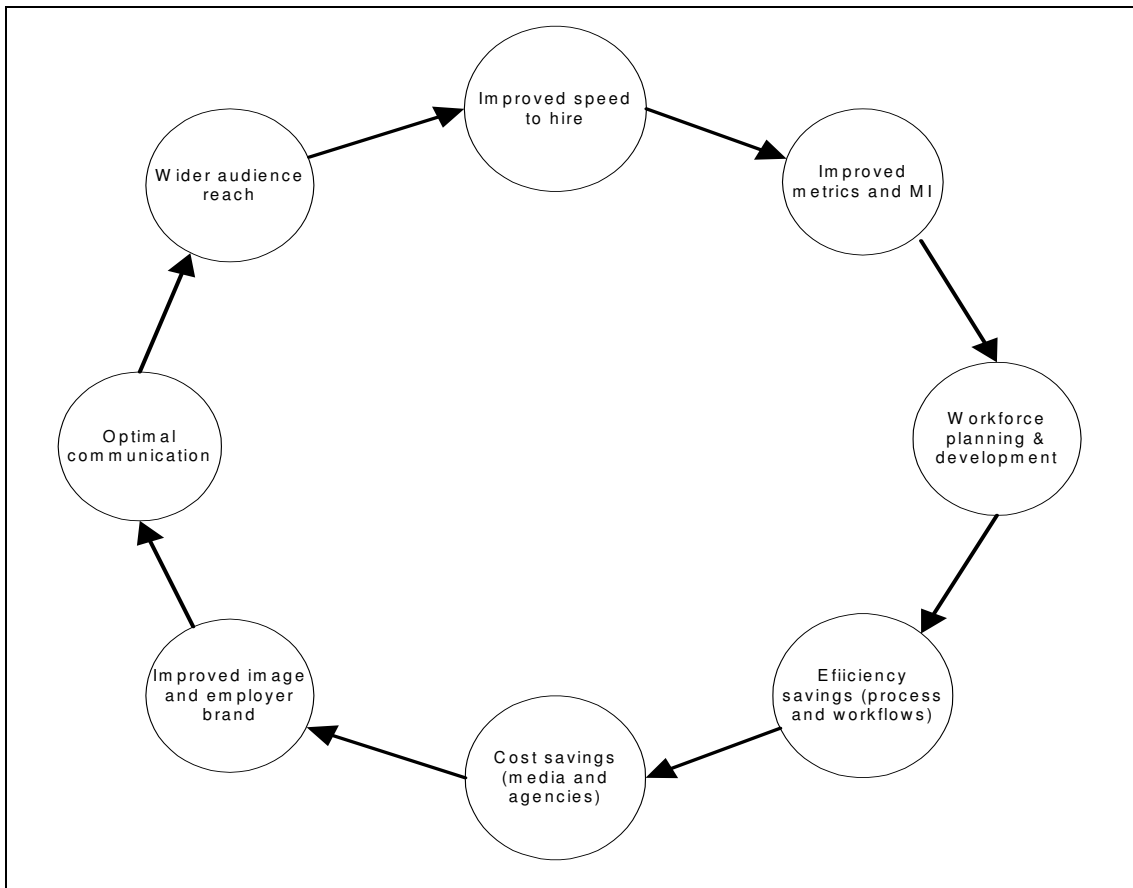 Improved speed
to hire
Improved
metrics and MI
Workforce
planning &
development
Efiiciency
savings (process
and workflows)
Cost savings
(media and
agencies)
Improved image
and employer
brand
Optimal
communication
Wider audience
reach